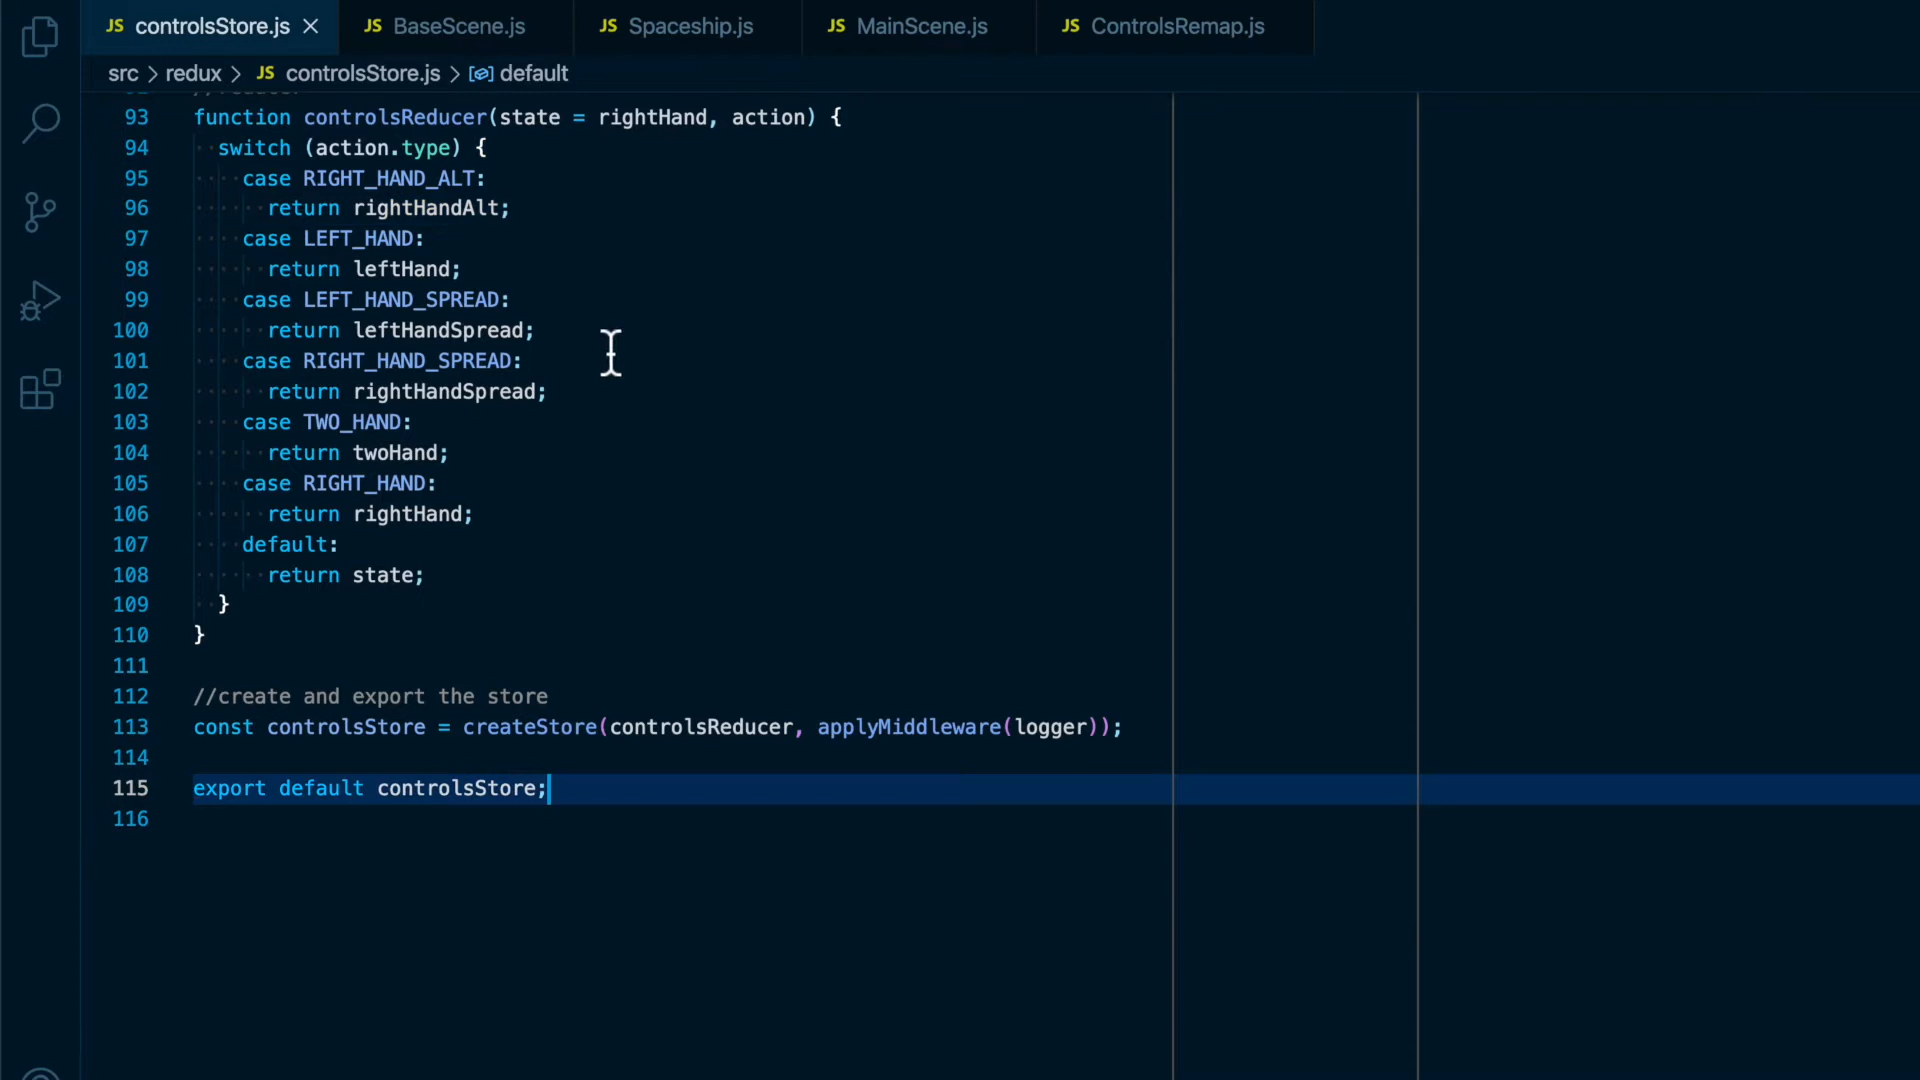 JS controlsStore.js
JS BaseScene.js
JS Spaceship.js
JS MainScene.js
JS ControlsRemap.js
src > redux > JS controlsStore.js > default
93 function controlsReducer(state = rightHand, action) {
94 switch (action.type) {
95 case RIGHT_HAND_ALT:
96 return rightHandAlt;
97 case LEFT_HAND:
98 return leftHand;
99 case LEFT_HAND_SPREAD:
100 return leftHandSpread;
101 case RIGHT_HAND_SPREAD:
102 return rightHandSpread;
103 case TWO_HAND:
104 return twoHand;
105 case RIGHT_HAND:
106 return rightHand;
107 default:
108 return state;
109 }
110 }
111
112 //create and export the store
113 const controlsStore = createStore(controlsReducer, applyMiddleware(logger));
114
115 export default controlsStore;
116